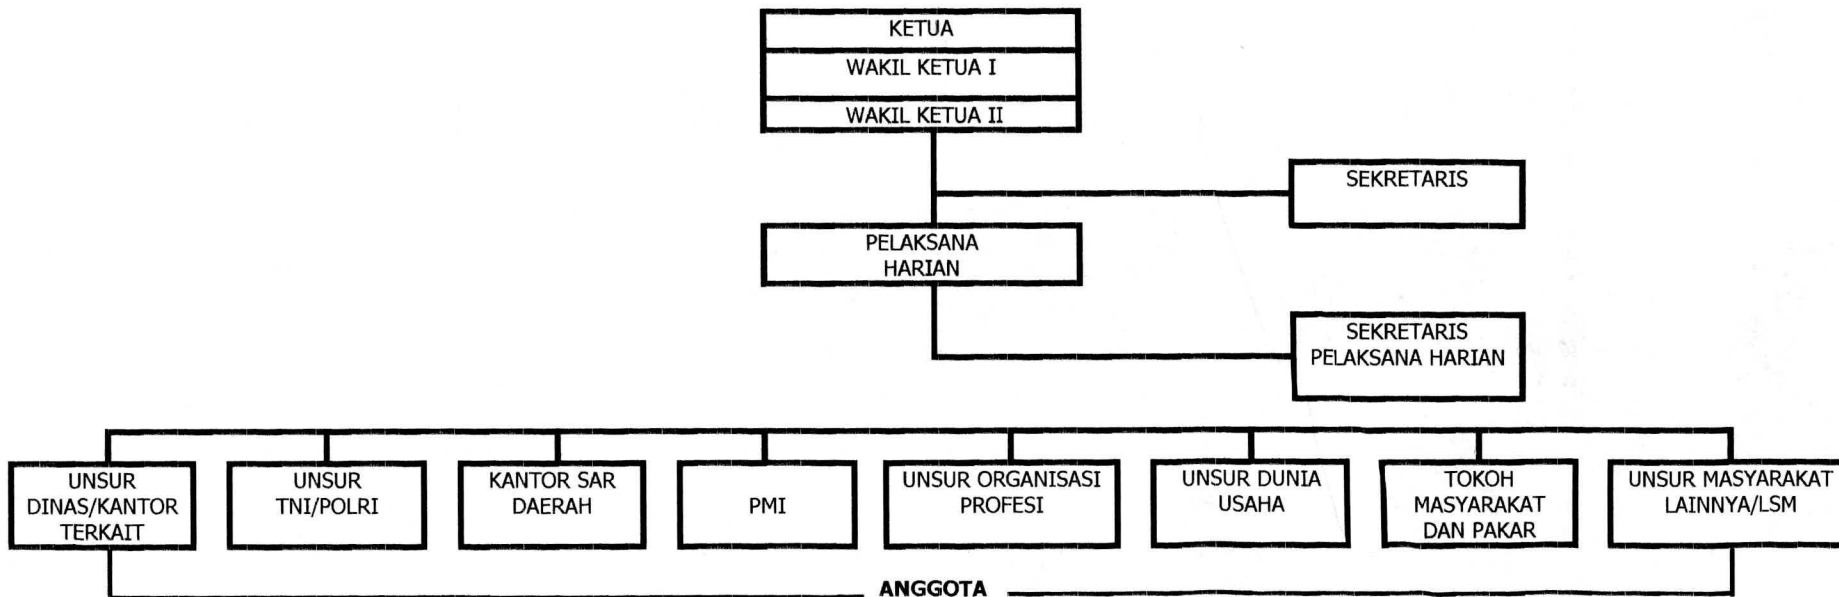 KETUA
WAKIL KETUA I
WAKIL KETUA II
SEKRETARIS
PELAKSANA
HARIAN
SEKRETARIS
PELAKSANA HARIAN
UNSUR
DINAS/KANTOR
TERKAIT
UNSUR
TNI/POLRI
KANTOR SAR
DAERAH
PMI
UNSUR ORGANISASI
PROFESI
UNSUR DUNIA
USAHA
TOKOH
MASYARAKAT
DAN PAKAR
UNSUR MASYARAKAT
LAINNYA/LSM
ANGGOTA